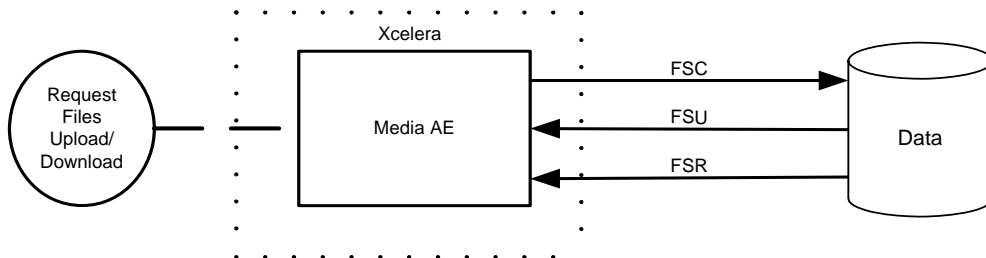 Xcelera
Request
Files
Upload/
Download
Media AE
FSC
FSU
FSR
Data